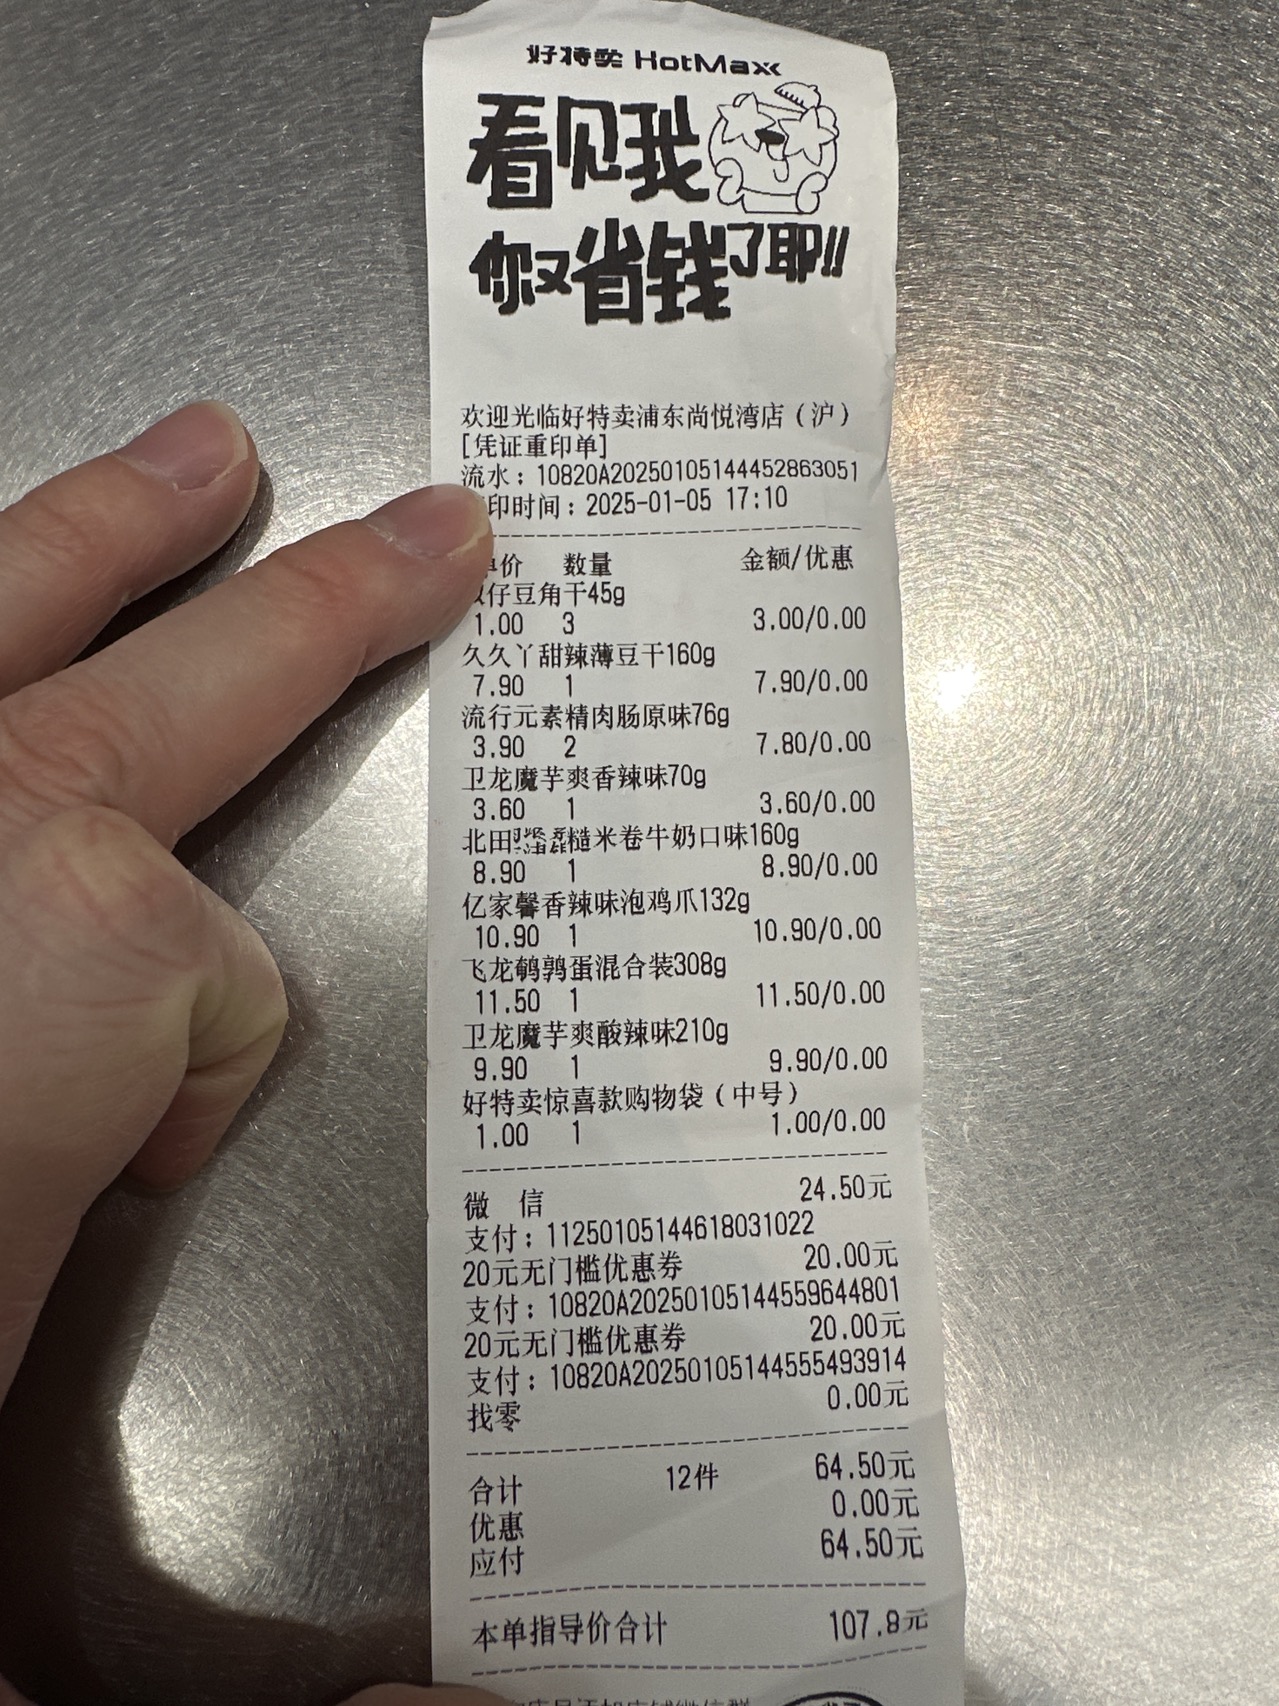 好特卖 HotMaxx
看见我
你又省钱了耶!!
欢迎光临好特卖浦东尚悦湾店（沪）
[凭证重印单]
流水：10820A20250105144452863051
印时间：2025-01-05 17:10
价 数量 金额/优惠
仔豆角干45g
1.00 3 3.00/0.00
久久丫甜辣薄豆干160g
7.90 1 7.90/0.00
流行元素精肉肠原味76g
3.90 2 7.80/0.00
卫龙魔芋爽香辣味70g
3.60 1 3.60/0.00
北田糙米卷牛奶口味160g
8.90 1 8.90/0.00
亿家馨香辣味泡鸡爪132g
10.90 1 10.90/0.00
飞龙鹌鹑蛋混合装308g
11.50 1 11.50/0.00
卫龙魔芋爽酸辣味210g
9.90 1 9.90/0.00
好特卖惊喜款购物袋（中号）
1.00 1 1.00/0.00
微 信 24.50元
支付：11250105144618031022
20元无门槛优惠券 20.00元
支付：10820A20250105144559644801
20元无门槛优惠券 20.00元
支付：10820A20250105144555493914
找零 0.00元
合计 12件 64.50元
优惠 0.00元
应付 64.50元
本单指导价合计 107.8元